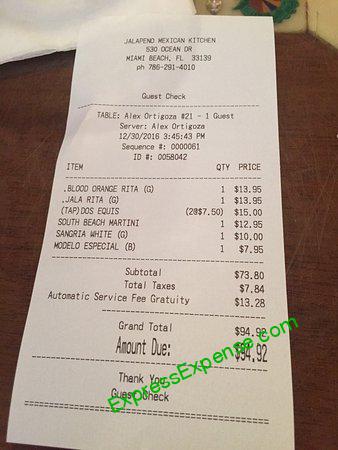 JALAPENO MEXICAN KITCHEN
530 OCEAN DR
MIAMI BEACH, FL 33139
ph 786-291-4010
Guest Check
TABLE: Alex Ortigoza #21 - 1 Guest
Server: Alex Ortigoza
12/30/2016 3:45:43 PM
Sequence #: 0000061
ID #: 0058042
ITEM QTY PRICE
.BLOOD ORANGE RITA (G) 1 $13.95
.JALA RITA (G) 1 $13.95
(TAP)DOS EQUIS (2@$7.50) $15.00
SOUTH BEACH MARTINI 1 $12.95
SANGRIA WHITE (G) 1 $10.00
MODELO ESPECIAL (B) 1 $7.95
Subtotal $73.80
Total Taxes $7.84
Automatic Service Fee Gratuity $13.28
Grand Total $94.92
Amount Due: $94.92
Thank You
Guest Check
ExpressExpense.com